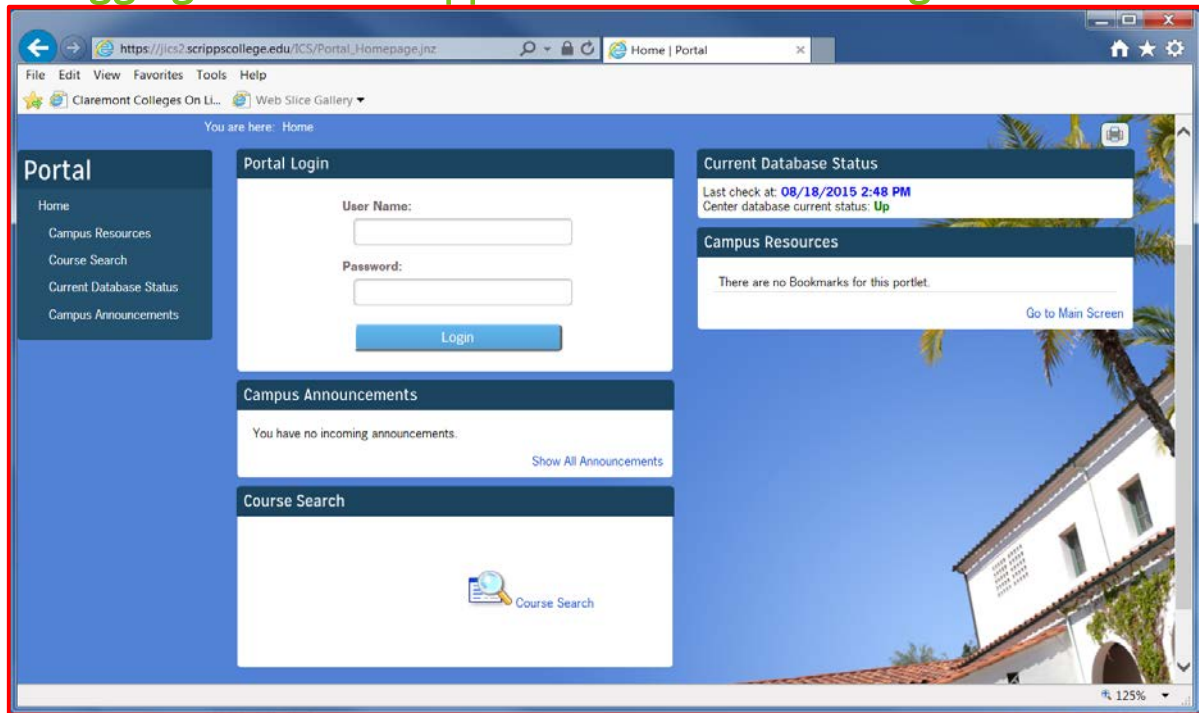 https://jics2.scrippscollege.edu/ICS/Portal_Homepage.jnz
Home | Portal
File Edit View Favorites Tools Help
Claremont Colleges On Li... Web Slice Gallery
You are here: Home
Portal
Home
Campus Resources
Course Search
Current Database Status
Campus Announcements
Portal Login
User Name:
Password:
Login
Campus Announcements
You have no incoming announcements.
Show All Announcements
Course Search
Course Search
Current Database Status
Last check at: 08/18/2015 2:48 PM
Center database current status: Up
Campus Resources
There are no Bookmarks for this portlet.
Go to Main Screen
125%